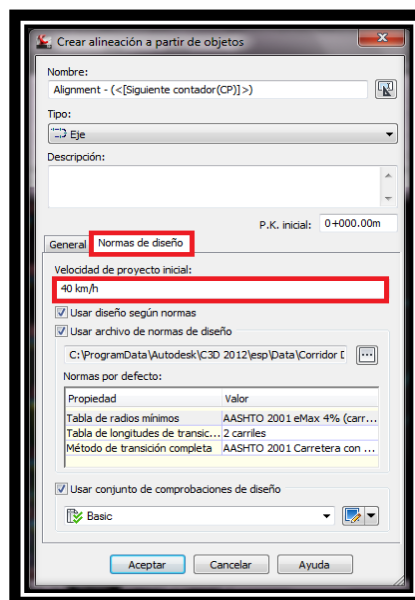 Crear alineación a partir de objetos
Nombre:
Alignment - (<[Siguiente contador(CP)]>)
Tipo:
Eje
Descripción:
P.K. inicial: 0+000.00m
General Normas de diseño
Velocidad de proyecto inicial:
40 km/h
Usar diseño según normas
Usar archivo de normas de diseño
C:\ProgramData\Autodesk\C3D 2012\esp\Data\Corridor
Normas por defecto:
Propiedad Valor
Tabla de radios mínimos AASHTO 2001 eMax 4% (carr...
Tabla de longitudes de transic... 2 carriles
Método de transición completa AASHTO 2001 Carretera con ...
Usar conjunto de comprobaciones de diseño
Basic
Aceptar Cancelar Ayuda